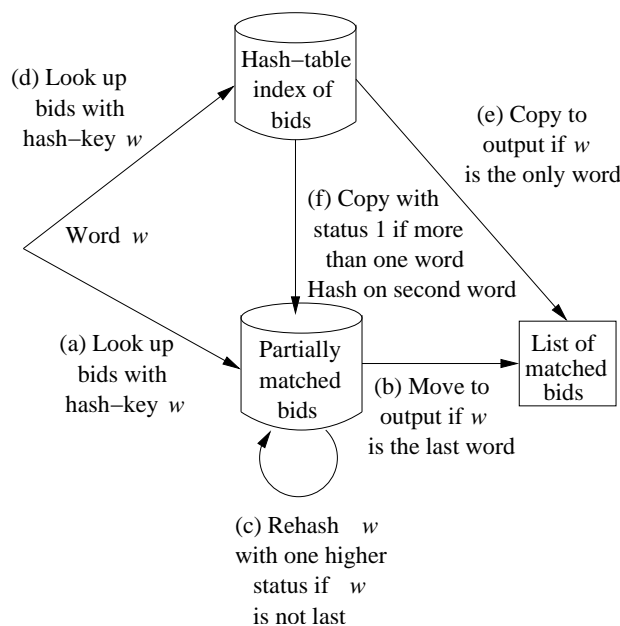 Hash−table
index of
bids
(d) Look up
bids with
hash−key w
(e) Copy to
output if w
is the only word
Word w
(f) Copy with
status 1 if more
than one word
Hash on second word
(a) Look up
bids with
hash−key w
Partially
matched
bids
List of
matched
bids
(b) Move to
output if w
is the last word
(c) Rehash w
with one higher
status if w
is not last